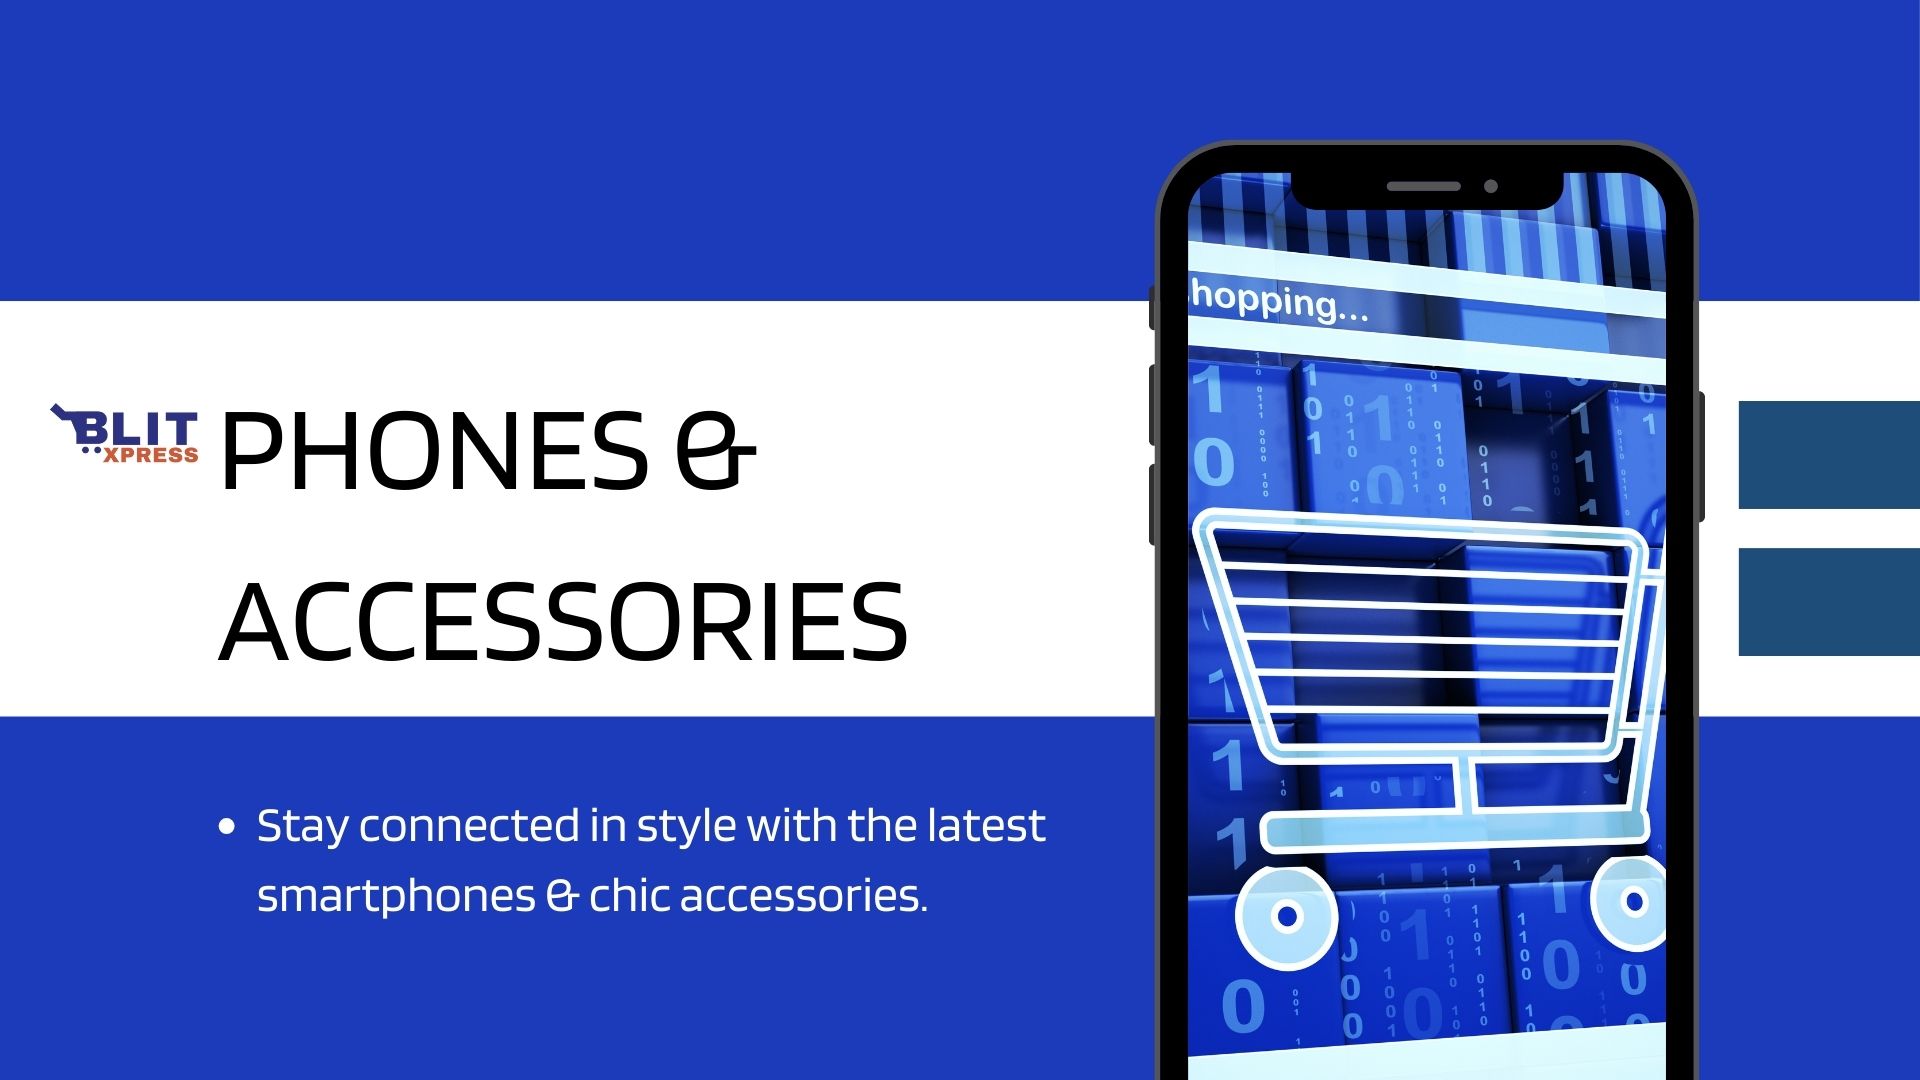 BLIT
XPRESS
PHONES &
ACCESSORIES
Stay connected in style with the latest
smartphones & chic accessories.
hopping...